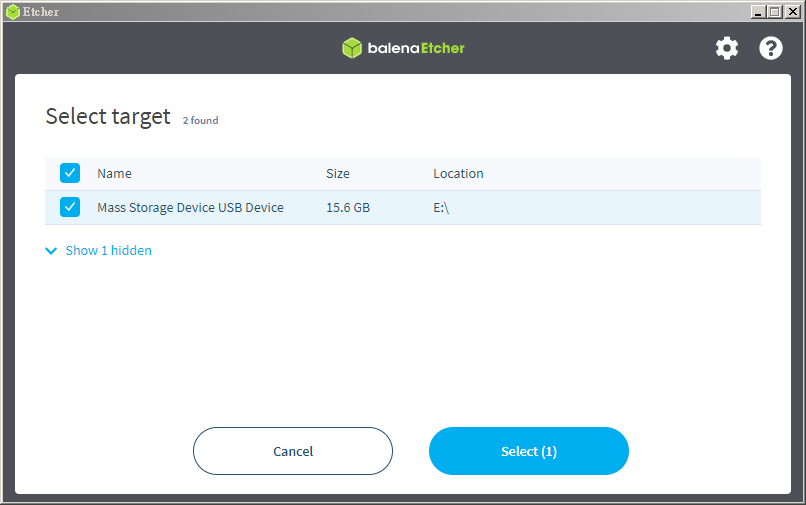 Etcher
balenaEtcher
Select target 2 found
Name Size Location
Mass Storage Device USB Device 15.6 GB E:\
Show 1 hidden
Cancel Select (1)